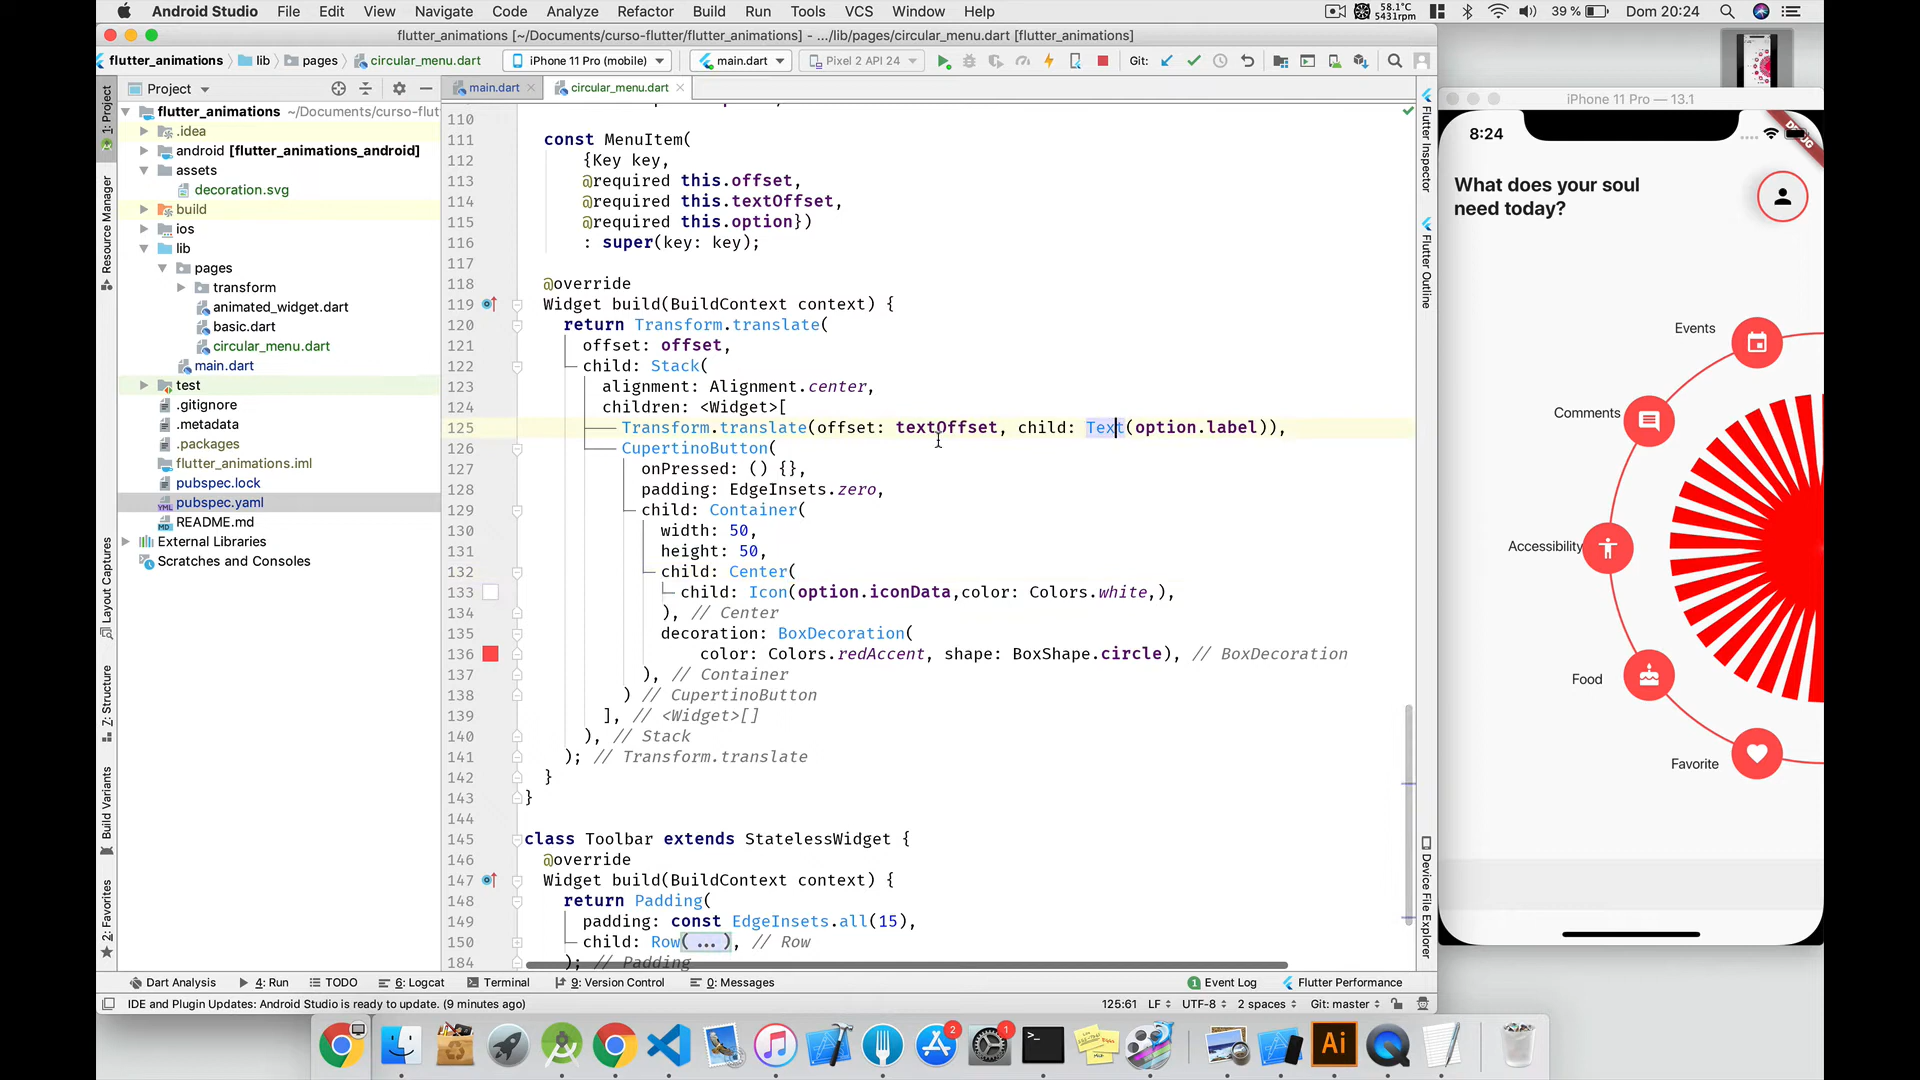 Android Studio File Edit View Navigate Code Analyze Refactor Build Run Tools VCS Window Help 58.1°C 5431rpm 39 % Dom 20:24
flutter_animations [~/Documents/curso-flutter/flutter_animations] - .../lib/pages/circular_menu.dart [flutter_animations]
flutter_animations lib pages circular_menu.dart iPhone 11 Pro (mobile) main.dart Pixel 2 API 24 Git:
Project main.dart circular_menu.dart
1: Project
Resource Manager
Layout Captures
7: Structure
Build Variants
2: Favorites
flutter_animations ~/Documents/curso-flut
.idea
android [flutter_animations_android]
assets
decoration.svg
build
ios
lib
pages
transform
animated_widget.dart
basic.dart
circular_menu.dart
main.dart
test
.gitignore
.metadata
.packages
flutter_animations.iml
pubspec.lock
pubspec.yaml
README.md
External Libraries
Scratches and Consoles
110
111 const MenuItem(
112 {Key key,
113 @required this.offset,
114 @required this.textOffset,
115 @required this.option})
116 : super(key: key);
117
118 @override
119 Widget build(BuildContext context) {
120 return Transform.translate(
121 offset: offset,
122 child: Stack(
123 alignment: Alignment.center,
124 children: <Widget>[
125 Transform.translate(offset: textOffset, child: Text(option.label)),
126 CupertinoButton(
127 onPressed: () {},
128 padding: EdgeInsets.zero,
129 child: Container(
130 width: 50,
131 height: 50,
132 child: Center(
133 child: Icon(option.iconData,color: Colors.white,),
134 ), // Center
135 decoration: BoxDecoration(
136 color: Colors.redAccent, shape: BoxShape.circle), // BoxDecoration
137 ), // Container
138 ) // CupertinoButton
139 ], // <Widget>[]
140 ), // Stack
141 ); // Transform.translate
142 }
143 }
144
145 class Toolbar extends StatelessWidget {
146 @override
147 Widget build(BuildContext context) {
148 return Padding(
149 padding: const EdgeInsets.all(15),
150 child: Row(...), // Row
184 ); // Padding
Flutter Inspector
Flutter Outline
Device File Explorer
iPhone 11 Pro — 13.1
8:24
DEBUG
What does your soul
need today?
Events
Comments
Accessibility
Food
Favorite
Dart Analysis 4: Run TODO 6: Logcat Terminal 9: Version Control 0: Messages 1 Event Log Flutter Performance
IDE and Plugin Updates: Android Studio is ready to update. (9 minutes ago) 125:61 LF UTF-8 2 spaces Git: master
2
1
Ai